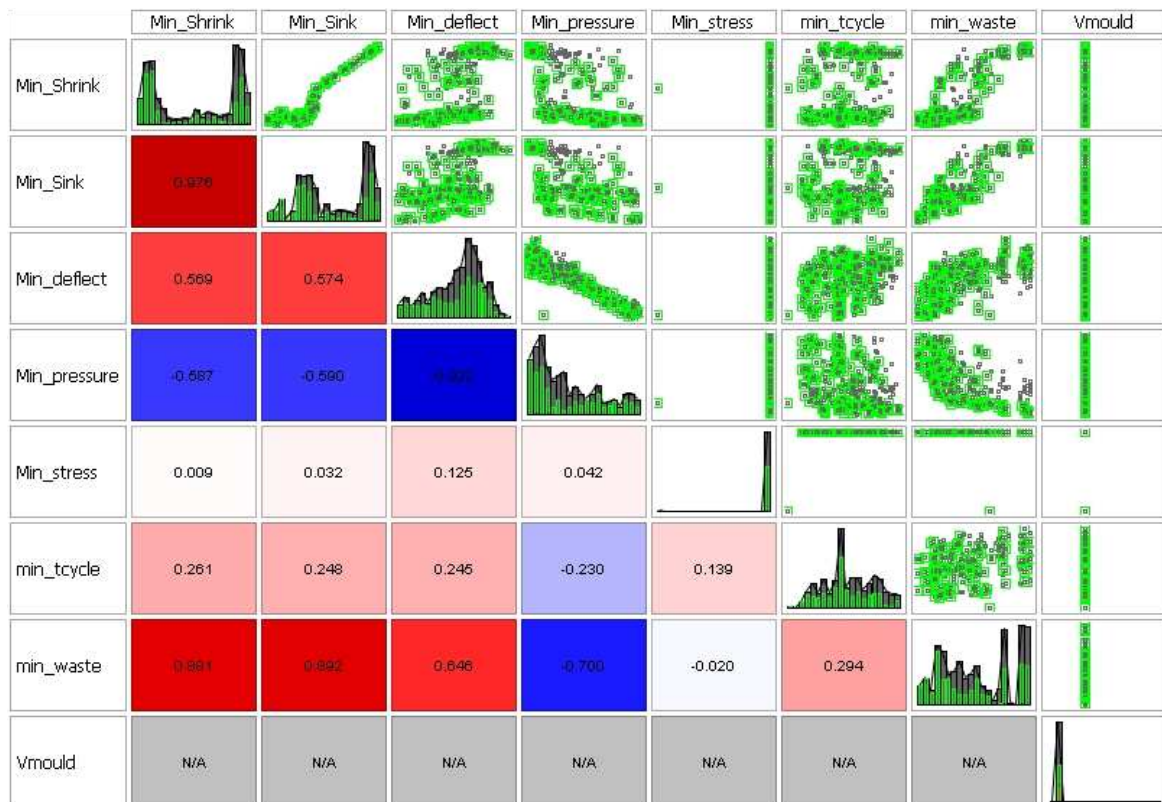 Min_Shrink Min_Sink Min_deflect Min_pressure Min_stress min_tcycle min_waste Vmould
Min_Shrink
Min_Sink 0.976
Min_deflect 0.569 0.574
Min_pressure -0.587 -0.590
Min_stress 0.009 0.032 0.125 0.042
min_tcycle 0.261 0.248 0.245 -0.230 0.139
min_waste 0.891 0.892 0.646 -0.700 -0.020 0.294
Vmould N/A N/A N/A N/A N/A N/A N/A